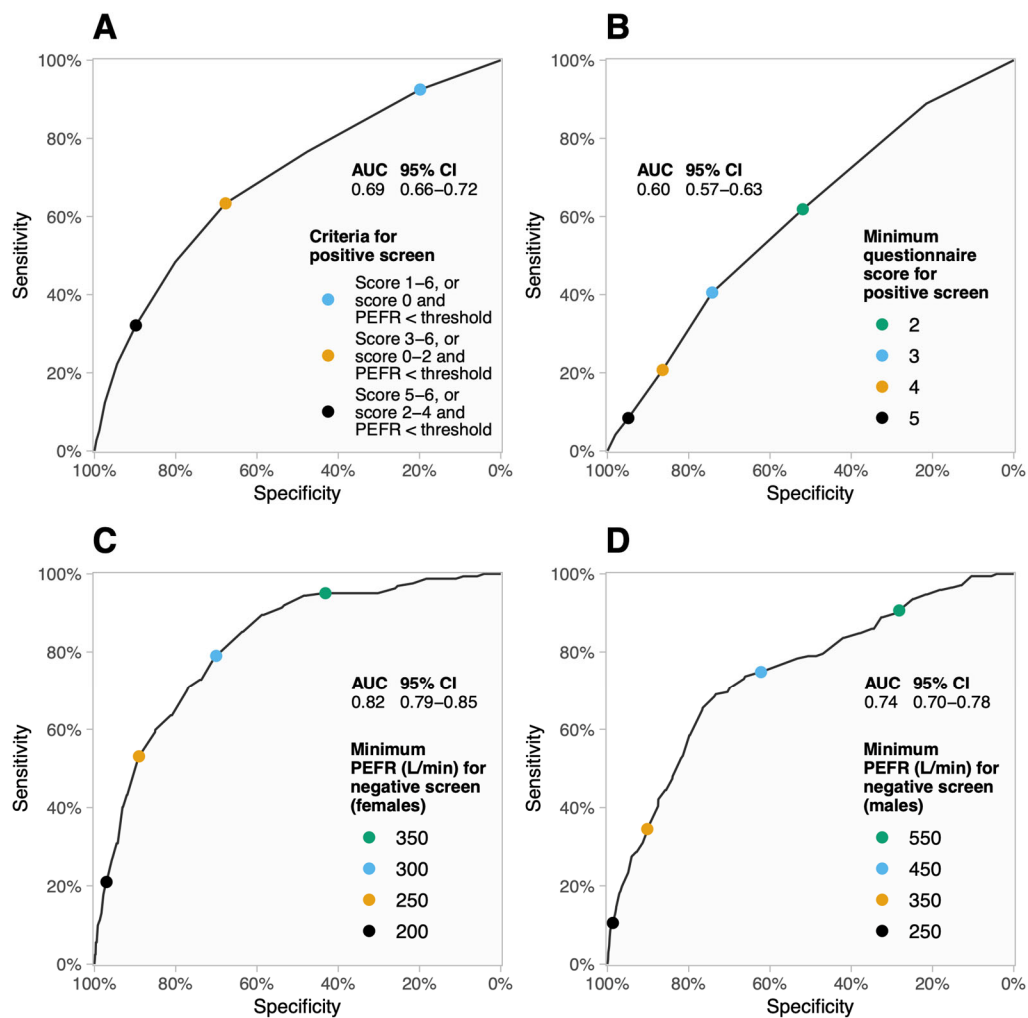 A
100%
80%
60%
40%
20%
0%
Sensitivity
100% 80% 60% 40% 20% 0%
Specificity
AUC 95% CI
0.69 0.66–0.72
Criteria for
positive screen
Score 1–6, or
score 0 and
PEFR < threshold
Score 3–6, or
score 0–2 and
PEFR < threshold
Score 5–6, or
score 2–4 and
PEFR < threshold
B
100%
80%
60%
40%
20%
0%
Sensitivity
100% 80% 60% 40% 20% 0%
Specificity
AUC 95% CI
0.60 0.57–0.63
Minimum
questionnaire
score for
positive screen
2
3
4
5
C
100%
80%
60%
40%
20%
0%
Sensitivity
100% 80% 60% 40% 20% 0%
Specificity
AUC 95% CI
0.82 0.79–0.85
Minimum
PEFR (L/min) for
negative screen
(females)
350
300
250
200
D
100%
80%
60%
40%
20%
0%
Sensitivity
100% 80% 60% 40% 20% 0%
Specificity
AUC 95% CI
0.74 0.70–0.78
Minimum
PEFR (L/min) for
negative screen
(males)
550
450
350
250